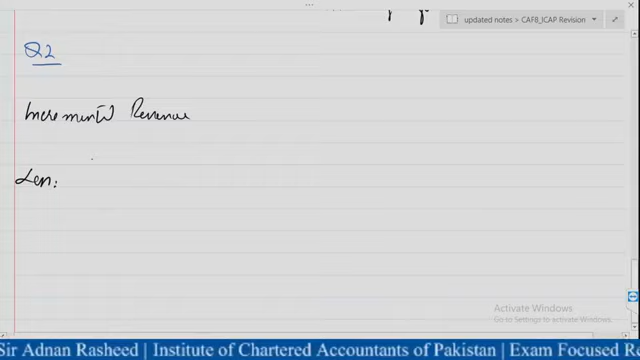 updated notes > CAF8_ICAP Revision
Q2
Incremental Revenue
Less:
Activate Windows
Go to Settings to activate Windows.
Sir Adnan Rasheed | Institute of Chartered Accountants of Pakistan | Exam Focused Re